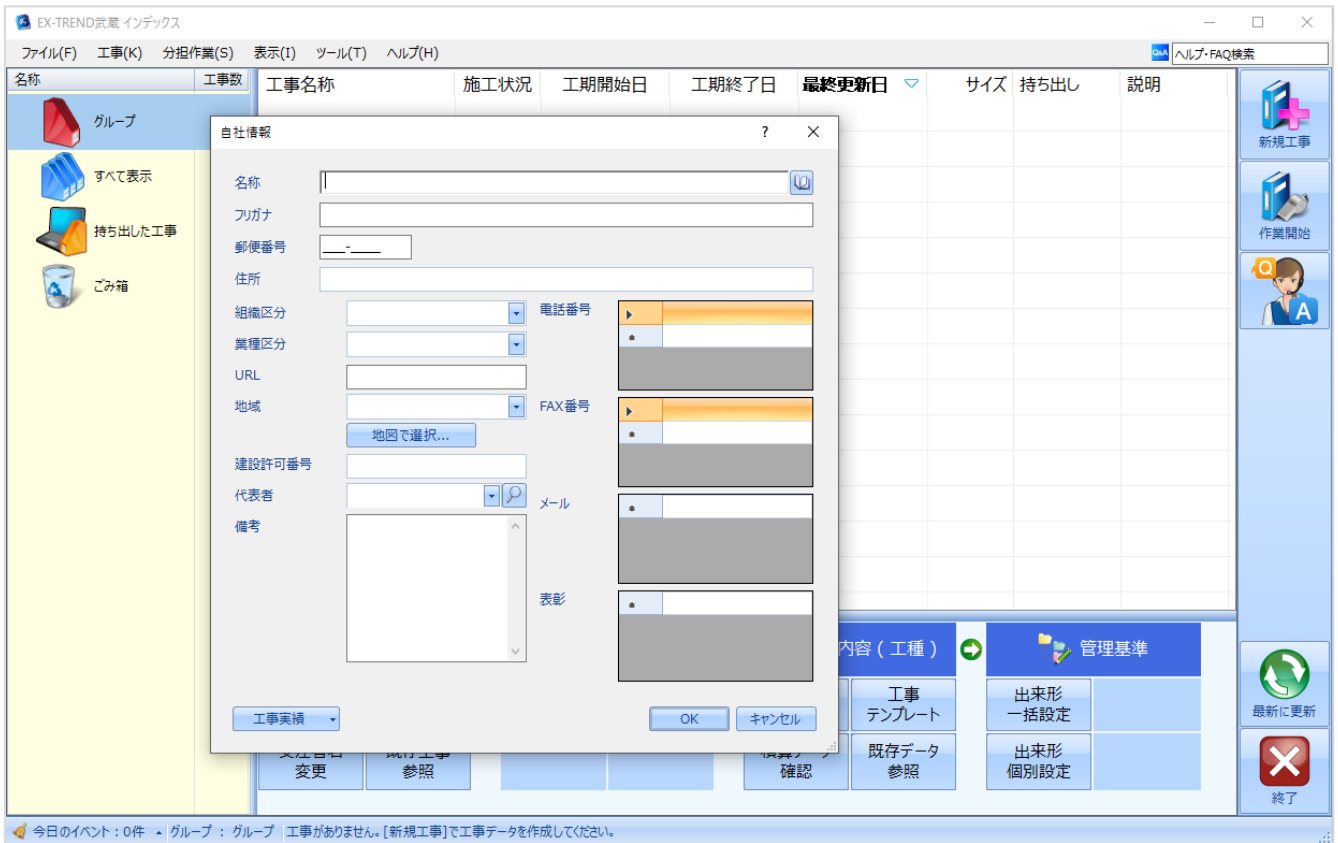 EX-TREND武蔵 インデックス
ファイル(F) 工事(K) 分担作業(S) 表示(I) ツール(T) ヘルプ(H)
Q&A ヘルプ・FAQ検索
名称 工事数 工事名称 施工状況 工期開始日 工期終了日 最終更新日 サイズ 持ち出し 説明
グループ
すべて表示
持ち出した工事
ごみ箱
自社情報 ?
名称
フリガナ
郵便番号 ___-____
住所
組織区分
業種区分
URL
地域
地図で選択...
建設許可番号
代表者
備考
電話番号
FAX番号
メール
表彰
工事実績
OK キャンセル
新規工事
作業開始
Q A
内容 ( 工種 ) 管理基準
工事
テンプレート
出来形
一括設定
変更
参照
確認
既存データ
参照
出来形
個別設定
最新に更新
終了
今日のイベント : 0件 グループ : グループ 工事がありません。[新規工事]で工事データを作成してください。